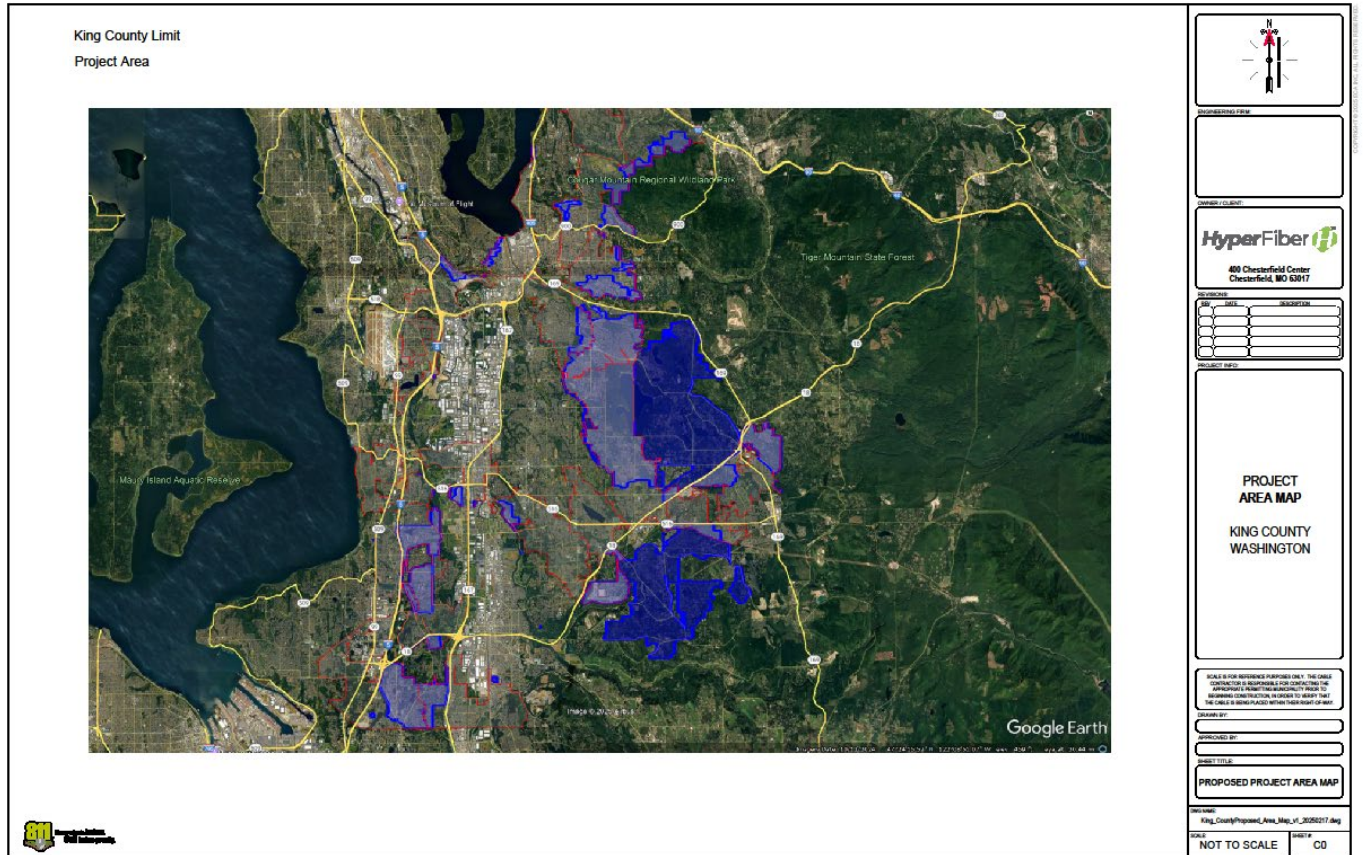 King County Limit
Project Area
Cougar Mountain Regional Wildland Park
Tiger Mountain State Forest
Maury Island Aquatic Reserve
Google Earth
811
N
ENGINEERING FIRM:
OWNER / CLIENT:
HyperFiber
400 Chesterfield Center
Chesterfield, MO 63017
REVISIONS:
REV DATE DESCRIPTION
PROJECT INFO:
PROJECT
AREA MAP
KING COUNTY
WASHINGTON
SCALE IS FOR REFERENCE PURPOSES ONLY. THE CABLE
CONTRACTOR IS RESPONSIBLE FOR CONTACTING THE
APPROPRIATE PERMITTING MUNICIPALITY PRIOR TO
BEGINNING CONSTRUCTION, IN ORDER TO VERIFY THAT
THE CABLE IS BEING PLACED WITHIN THEIR RIGHT-OF-WAY.
DRAWN BY:
APPROVED BY:
SHEET TITLE:
PROPOSED PROJECT AREA MAP
DWG NAME
King_CountyProposed_Area_Map_v1_20250217.dwg
SCALE
NOT TO SCALE
SHEET #
C0